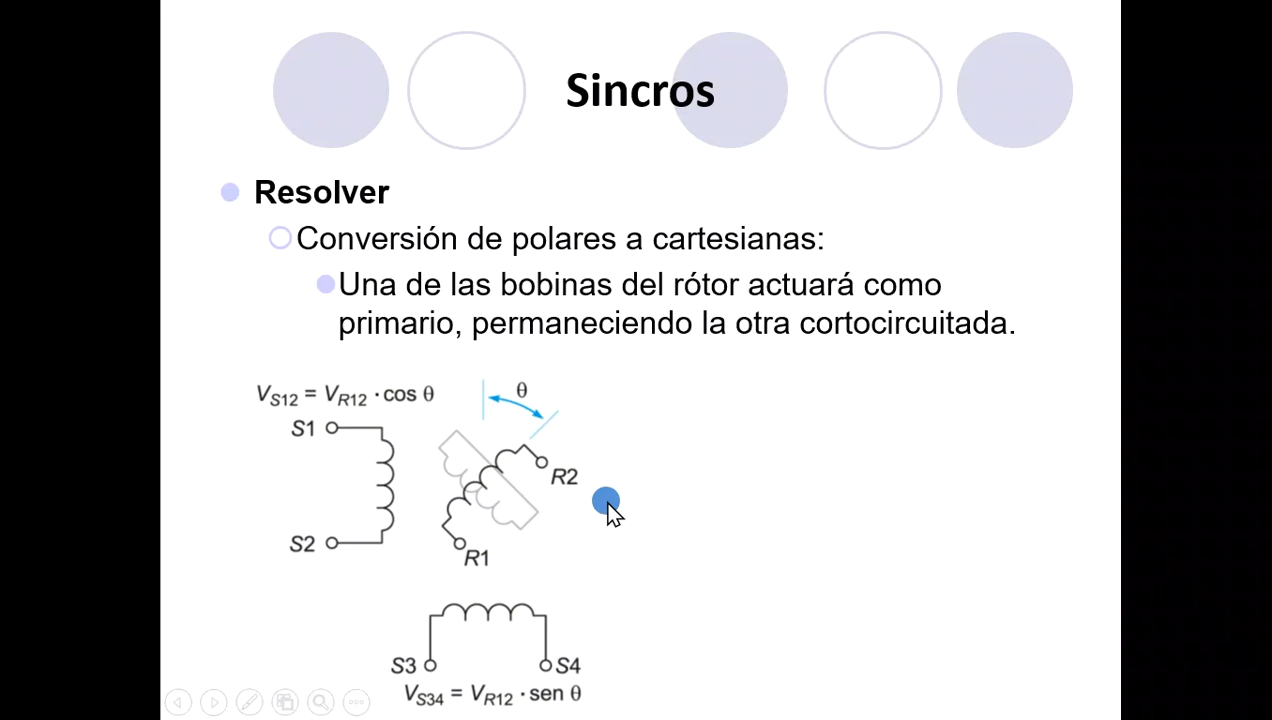 Sincros
Resolver
Conversión de polares a cartesianas:
Una de las bobinas del rótor actuará como
primario, permaneciendo la otra cortocircuitada.
V_S12 = V_R12 · cos θ
θ
S1
R2
S2
R1
S3
S4
V_S34 = V_R12 · sen θ